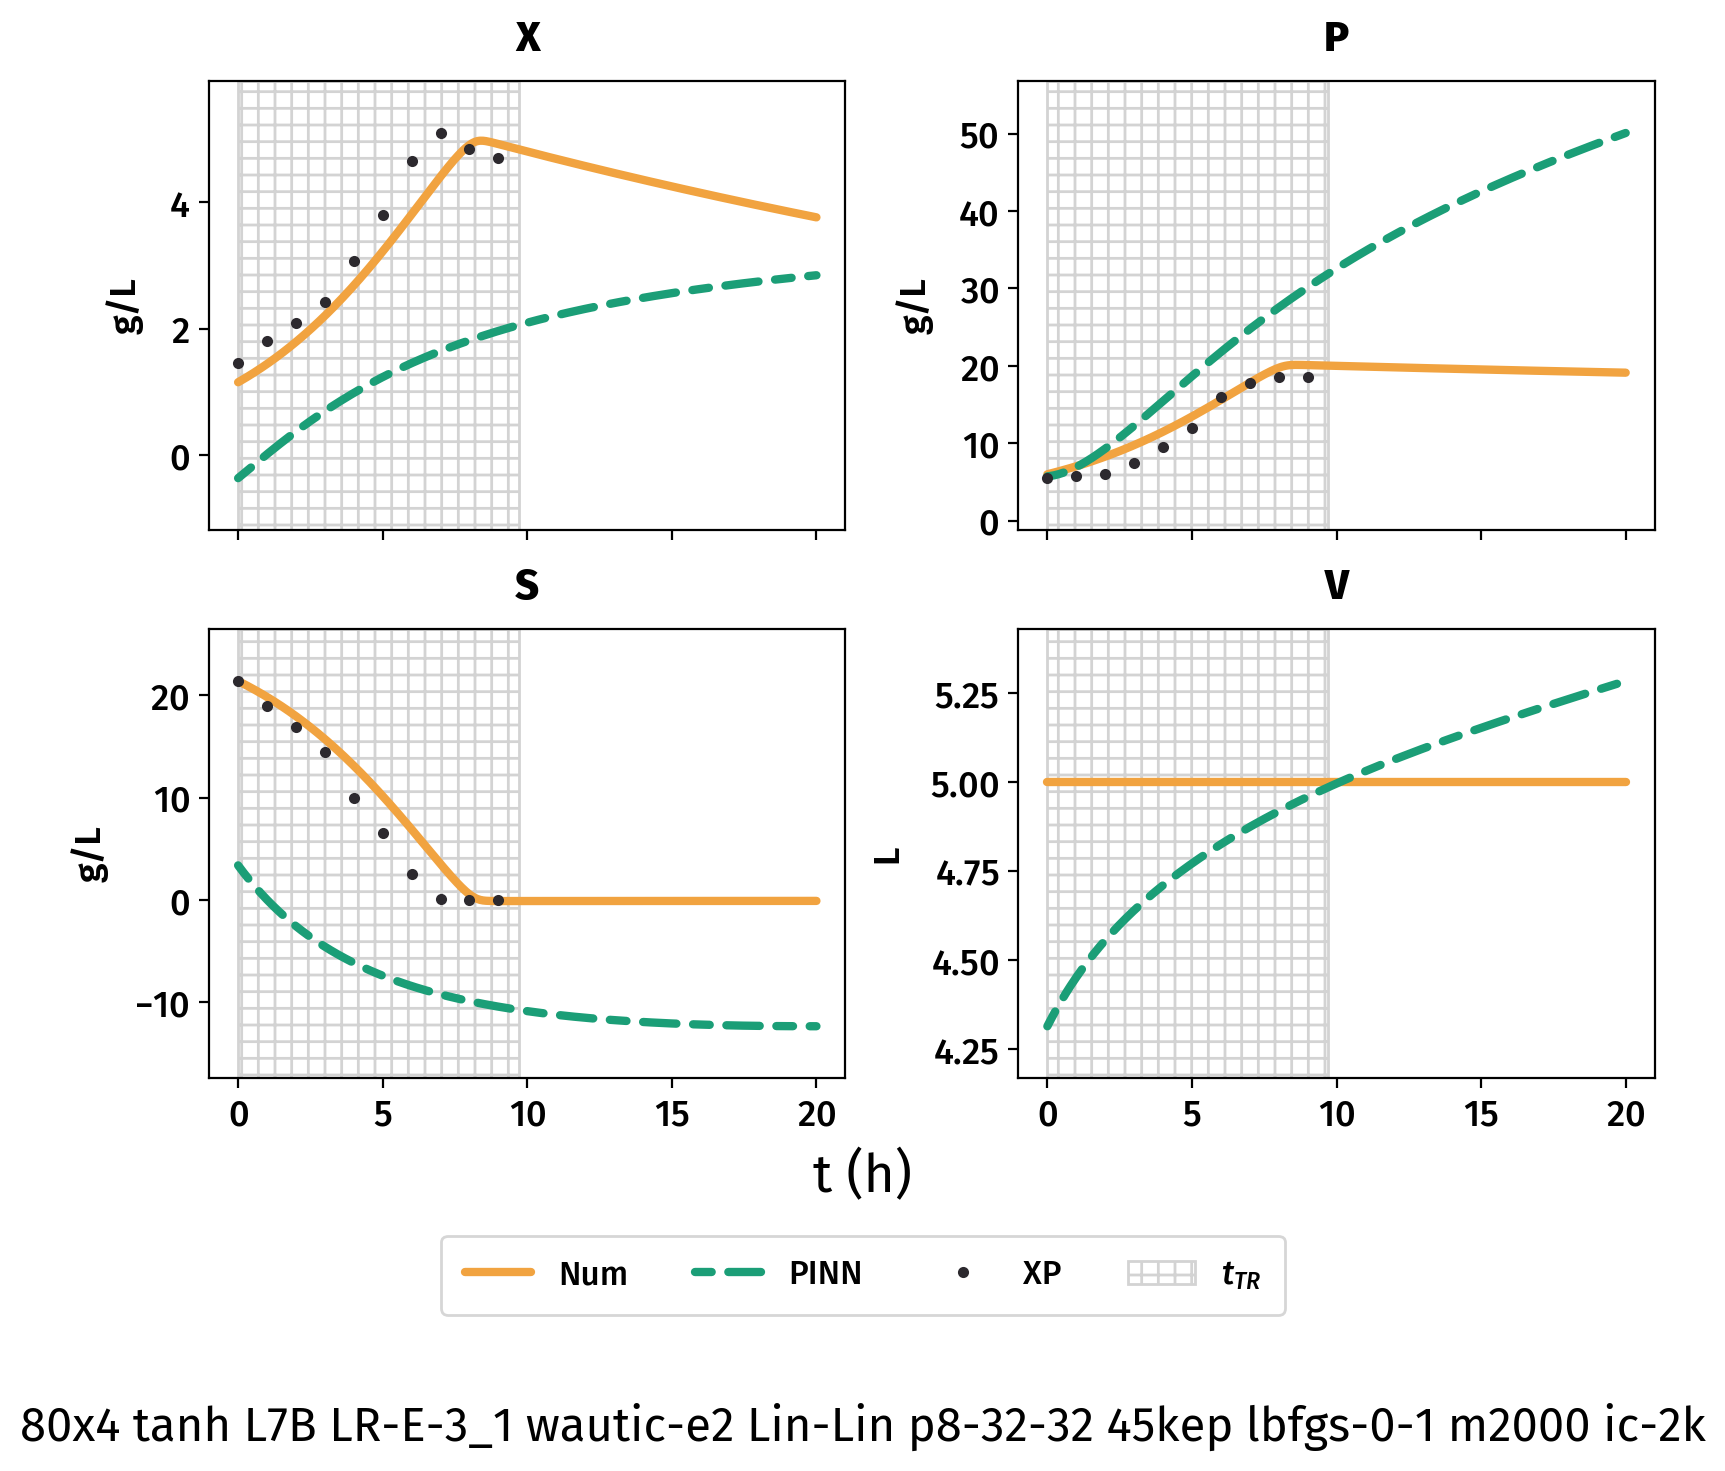 X
P
g/L
4
2
0
g/L
50
40
30
20
10
0
S
V
g/L
20
10
0
−10
L
5.25
5.00
4.75
4.50
4.25
0 5 10 15 20
0 5 10 15 20
t (h)
Num PINN XP tTR
80x4 tanh L7B LR-E-3_1 wautic-e2 Lin-Lin p8-32-32 45kep lbfgs-0-1 m2000 ic-2k